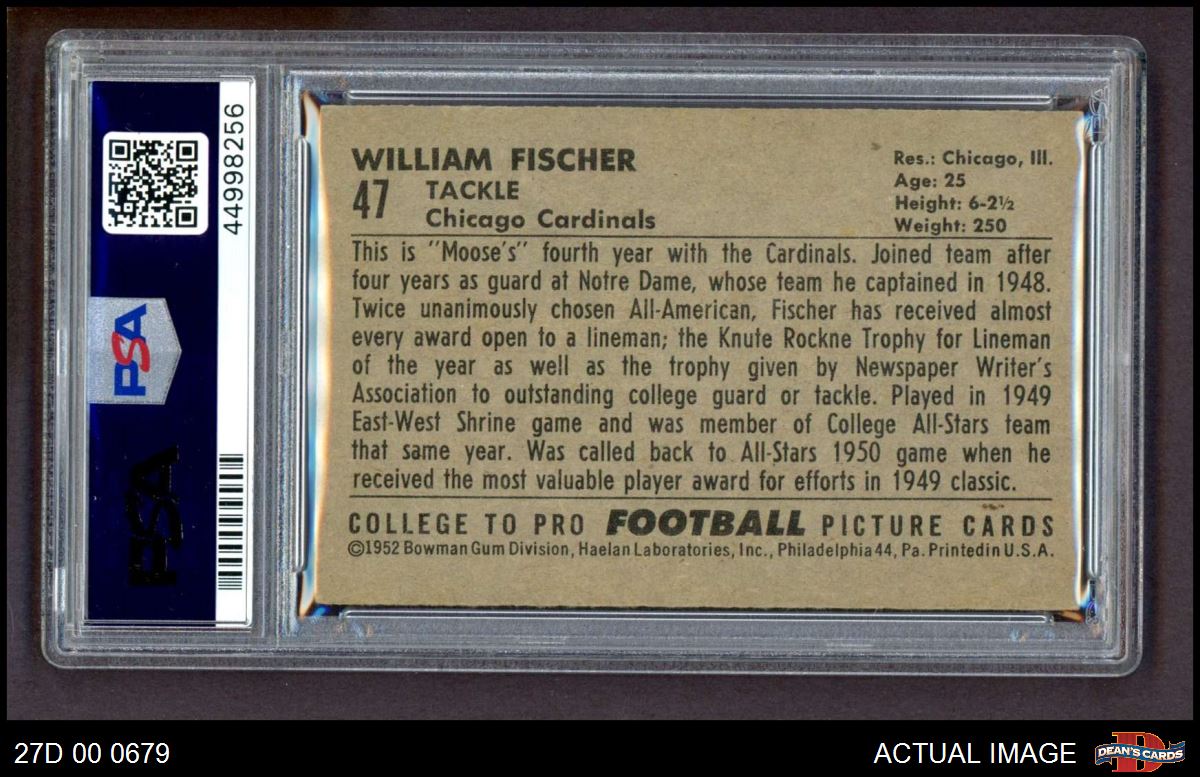 44998256
PSA
PSA
WILLIAM FISCHER
47
TACKLE
Chicago Cardinals
Res.: Chicago, Ill.
Age: 25
Height: 6-2½
Weight: 250
This is "Moose's" fourth year with the Cardinals. Joined team after
four years as guard at Notre Dame, whose team he captained in 1948.
Twice unanimously chosen All-American, Fischer has received almost
every award open to a lineman; the Knute Rockne Trophy for Lineman
of the year as well as the trophy given by Newspaper Writer's
Association to outstanding college guard or tackle. Played in 1949
East-West Shrine game and was member of College All-Stars team
that same year. Was called back to All-Stars 1950 game when he
received the most valuable player award for efforts in 1949 classic.
COLLEGE TO PRO FOOTBALL PICTURE CARDS
©1952 Bowman Gum Division, Haelan Laboratories, Inc., Philadelphia 44, Pa. Printed in U.S.A.
27D 00 0679
ACTUAL IMAGE
DEAN'S CARDS